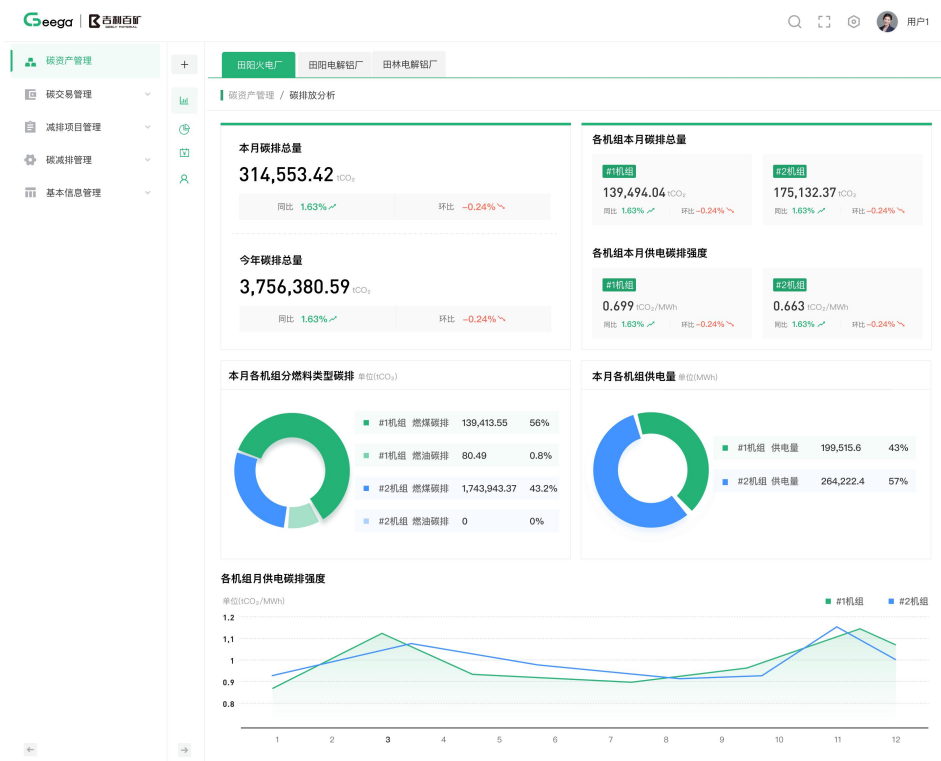 Geega 吉利百矿
用户1
碳资产管理
碳交易管理
减排项目管理
碳减排管理
基本信息管理
田阳火电厂 田阳电解铝厂 田林电解铝厂
碳资产管理 / 碳排放分析
本月碳排总量
314,553.42 tCO₂
同比 1.63% 环比 -0.24%
今年碳排总量
3,756,380.59 tCO₂
同比 1.63% 环比 -0.24%
各机组本月碳排总量
#1机组 #2机组
139,494.04 tCO₂ 175,132.37 tCO₂
同比 1.63% 环比 -0.24% 同比 1.63% 环比 -0.24%
各机组本月供电碳排强度
#1机组 #2机组
0.699 tCO₂/MWh 0.663 tCO₂/MWh
同比 1.63% 环比 -0.24% 同比 1.63% 环比 -0.24%
本月各机组分燃料类型碳排 单位(tCO₂)
#1机组 燃煤碳排 139,413.55 56%
#1机组 燃油碳排 80.49 0.8%
#2机组 燃煤碳排 1,743,943.37 43.2%
#2机组 燃油碳排 0 0%
本月各机组供电量 单位(MWh)
#1机组 供电量 199,515.6 43%
#2机组 供电量 264,222.4 57%
各机组月供电碳排强度
单位(tCO₂/MWh) #1机组 #2机组
1.2
1,1
1
0.9
0.8
1 2 3 4 5 6 7 8 9 10 11 12